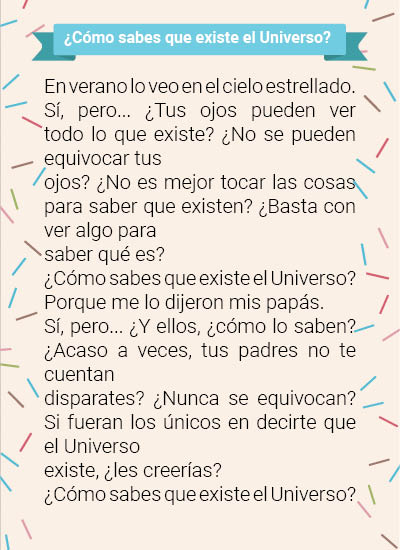 ¿Cómo sabes que existe el Universo?
En verano lo veo en el cielo estrellado.
Sí, pero... ¿Tus ojos pueden ver
todo lo que existe? ¿No se pueden
equivocar tus
ojos? ¿No es mejor tocar las cosas
para saber que existen? ¿Basta con
ver algo para
saber qué es?
¿Cómo sabes que existe el Universo?
Porque me lo dijeron mis papás.
Sí, pero... ¿Y ellos, ¿cómo lo saben?
¿Acaso a veces, tus padres no te
cuentan
disparates? ¿Nunca se equivocan?
Si fueran los únicos en decirte que
el Universo
existe, ¿les creerías?
¿Cómo sabes que existe el Universo?